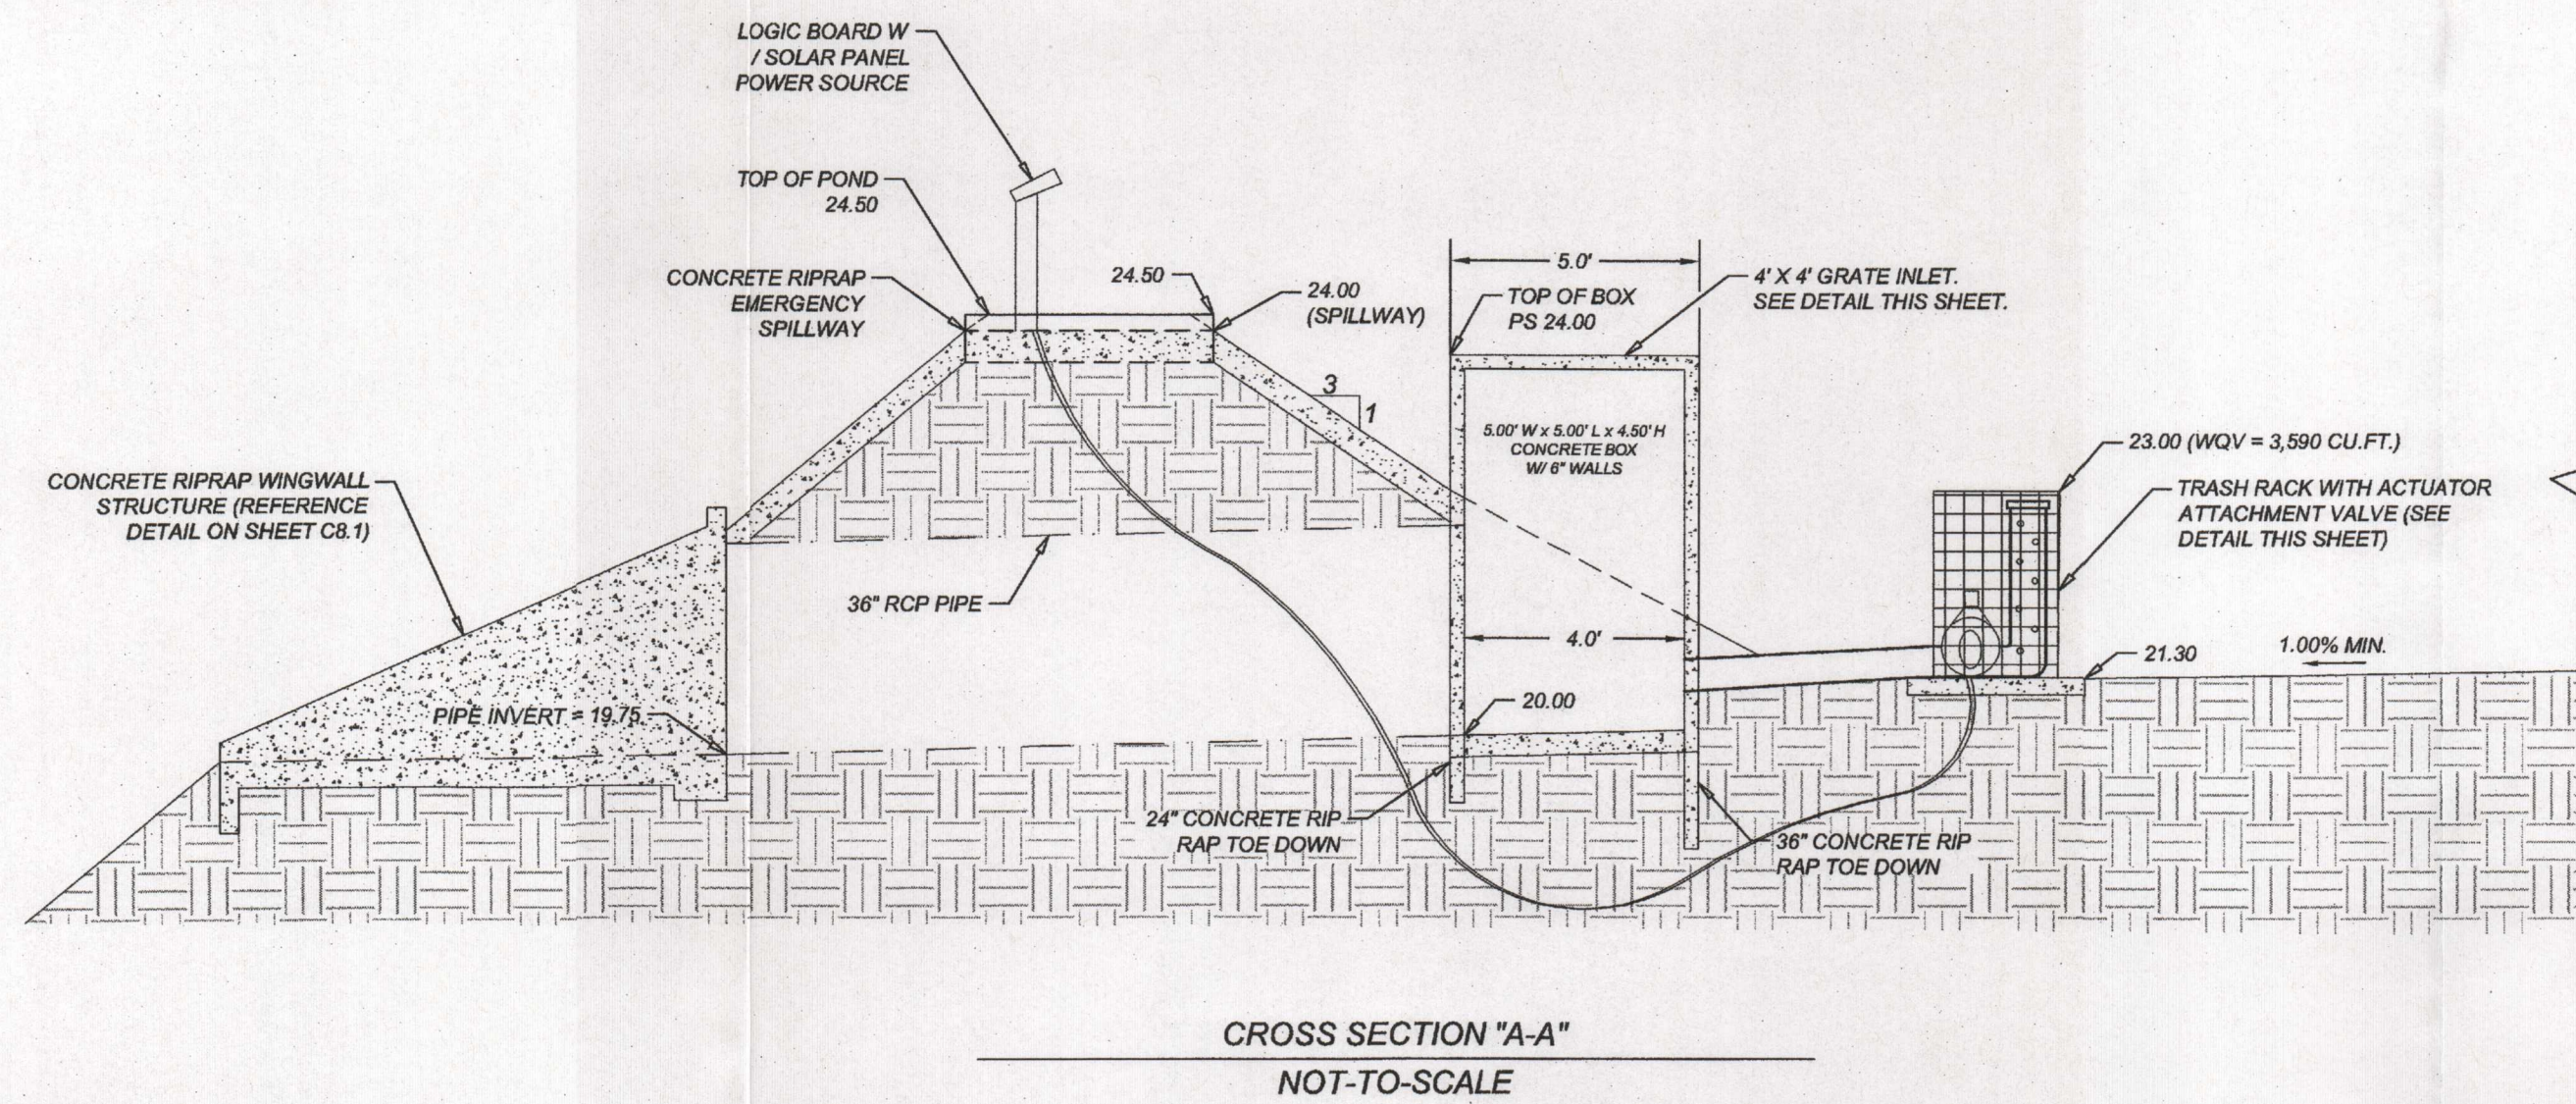 LOGIC BOARD W
/ SOLAR PANEL
POWER SOURCE
TOP OF POND
24.50
CONCRETE RIPRAP
EMERGENCY
SPILLWAY
24.50
24.00
(SPILLWAY)
5.0'
TOP OF BOX
PS 24.00
4' X 4' GRATE INLET.
SEE DETAIL THIS SHEET.
3
1
5.00' W x 5.00' L x 4.50' H
CONCRETE BOX
W/ 6" WALLS
23.00 (WQV = 3,590 CU.FT.)
TRASH RACK WITH ACTUATOR
ATTACHMENT VALVE (SEE
DETAIL THIS SHEET)
CONCRETE RIPRAP WINGWALL
STRUCTURE (REFERENCE
DETAIL ON SHEET C8.1)
36" RCP PIPE
4.0'
21.30
1.00% MIN.
PIPE INVERT = 19.75
20.00
24" CONCRETE RIP
RAP TOE DOWN
36" CONCRETE RIP
RAP TOE DOWN
CROSS SECTION "A-A"
NOT-TO-SCALE